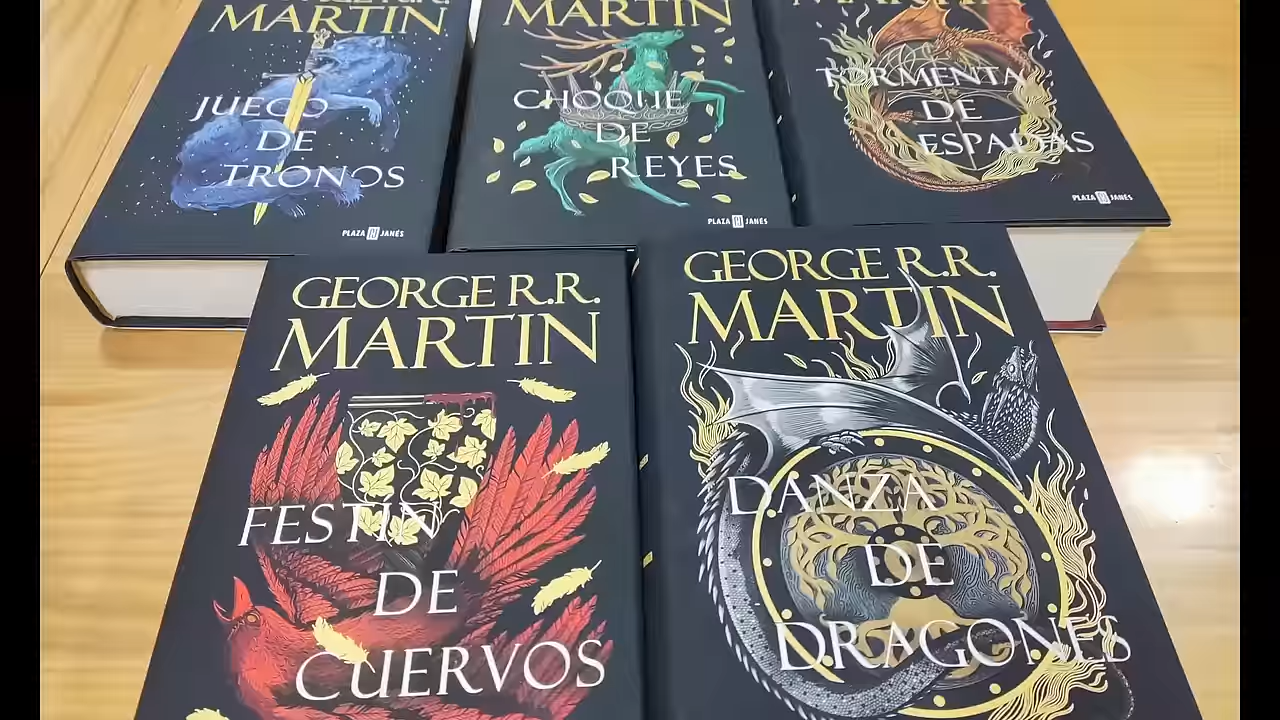 MARTIN
JUEGO
DE
TRONOS
PLAZA JANÉS
MARTIN
CHOQUE
DE
REYES
PLAZA JANÉS
MARTIN
TORMENTA
DE
ESPADAS
PLAZA JANÉS
GEORGE R.R.
MARTIN
FESTÍN
DE
CUERVOS
GEORGE R.R.
MARTIN
DANZA
DE
DRAGONES